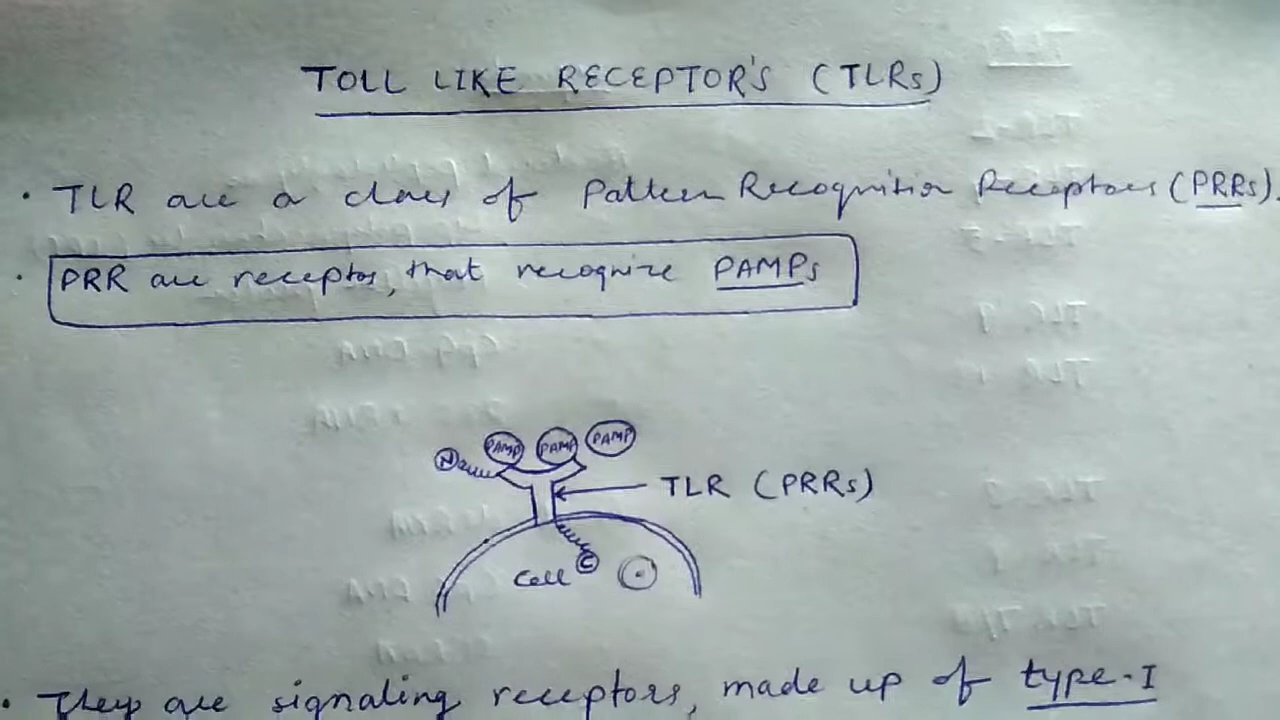 TOLL LIKE RECEPTOR'S (TLRs)
• TLR are a class of Pattern Recognition Receptors (PRRs).
• PRR are receptos, that recognize PAMPs
PAMP PAMP PAMP
N
TLR (PRRs)
Cell C
• They are signaling receptors, made up of type-I